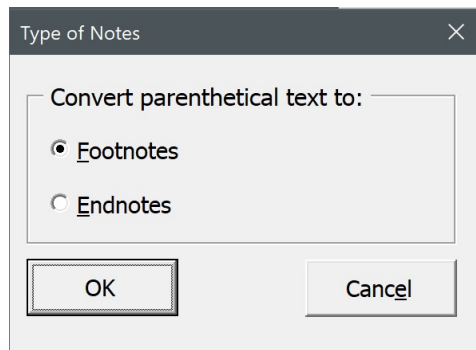 Type of Notes
Convert parenthetical text to:
Footnotes
Endnotes
OK Cancel